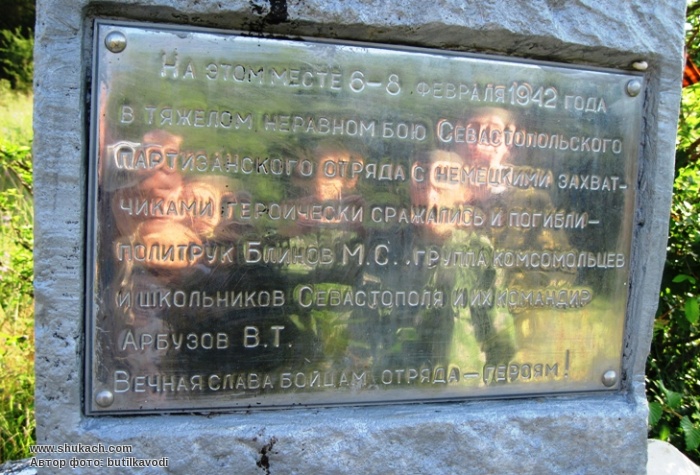 На этом месте 6–8 февраля 1942 года
в тяжелом неравном бою Севастопольского
партизанского отряда с немецкими захват-
чиками героически сражались и погибли –
политрук Блинов М.С., группа комсомольцев
и школьников Севастополя и их командир
Арбузов В.Т.
Вечная слава бойцам отряда – героям!
www.shukach.com
Автор фото: butilkavodi